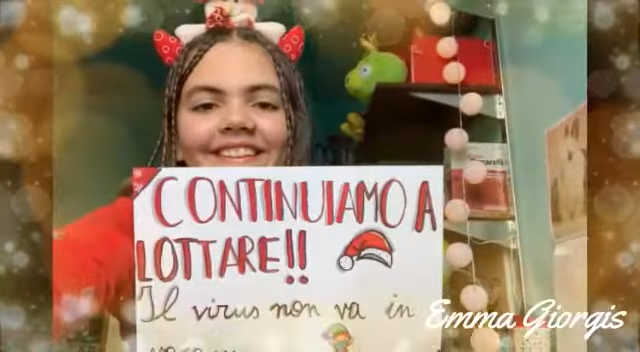 CONTINUIAMO A
LOTTARE!!
Il virus non va in
Emma Giorgis